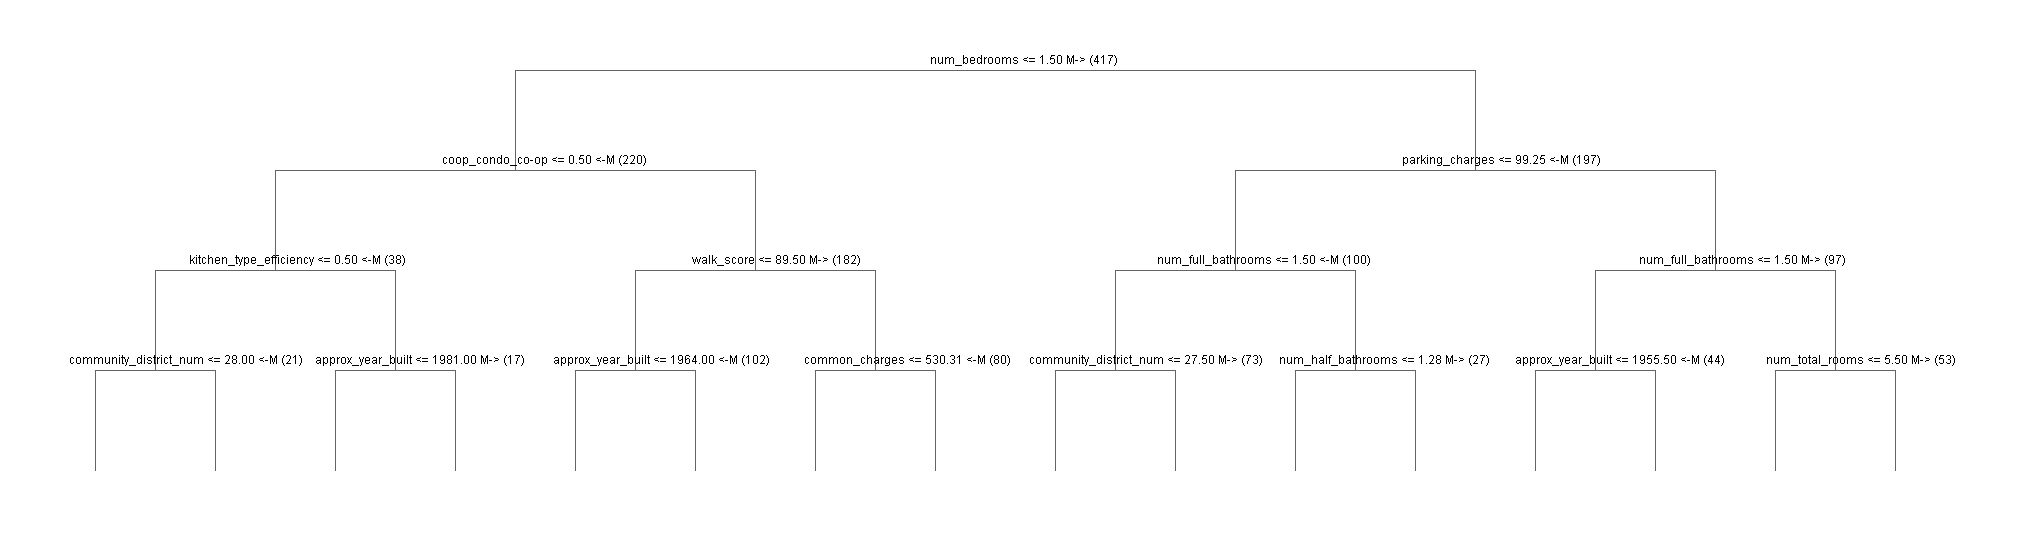 num_bedrooms <= 1.50 M-> (417)
coop_condo_co-op <= 0.50 <-M (220)
parking_charges <= 99.25 <-M (197)
kitchen_type_efficiency <= 0.50 <-M (38)
walk_score <= 89.50 M-> (182)
num_full_bathrooms <= 1.50 <-M (100)
num_full_bathrooms <= 1.50 M-> (97)
community_district_num <= 28.00 <-M (21)
approx_year_built <= 1981.00 M-> (17)
approx_year_built <= 1964.00 <-M (102)
common_charges <= 530.31 <-M (80)
community_district_num <= 27.50 M-> (73)
num_half_bathrooms <= 1.28 M-> (27)
approx_year_built <= 1955.50 <-M (44)
num_total_rooms <= 5.50 M-> (53)